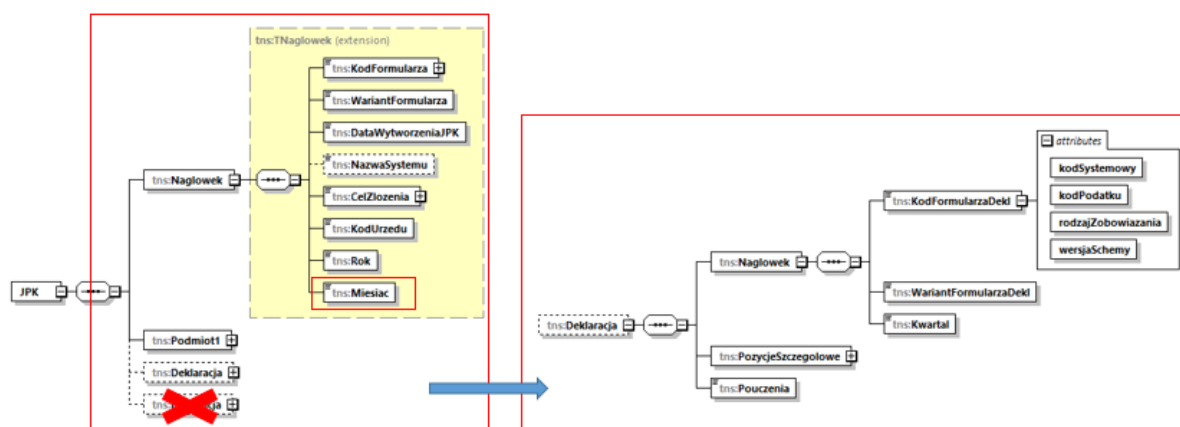 tns:TNaglowek (extension)
tns:KodFormularza
tns:WariantFormularza
tns:DataWytworzeniaJPK
tns:NazwaSystemu
tns:Naglowek
tns:CelZlozenia
tns:KodUrzedu
tns:Rok
JPK
tns:Miesiac
tns:Podmiot1
tns:Deklaracja
attributes
kodSystemowy
tns:KodFormularzaDekl
kodPodatku
rodzajZobowiazania
wersjaSchemy
tns:Naglowek
tns:WariantFormularzaDekl
tns:Deklaracja
tns:Kwartal
tns:PozycjeSzczegolowe
tns:Pouczenia